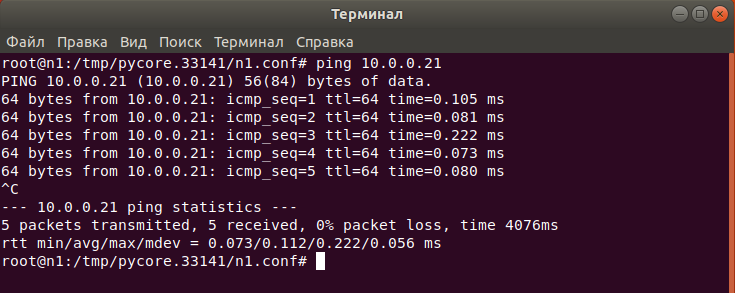 Терминал
Файл Правка Вид Поиск Терминал Справка
root@n1:/tmp/pycore.33141/n1.conf# ping 10.0.0.21
PING 10.0.0.21 (10.0.0.21) 56(84) bytes of data.
64 bytes from 10.0.0.21: icmp_seq=1 ttl=64 time=0.105 ms
64 bytes from 10.0.0.21: icmp_seq=2 ttl=64 time=0.081 ms
64 bytes from 10.0.0.21: icmp_seq=3 ttl=64 time=0.222 ms
64 bytes from 10.0.0.21: icmp_seq=4 ttl=64 time=0.073 ms
64 bytes from 10.0.0.21: icmp_seq=5 ttl=64 time=0.080 ms
^C
--- 10.0.0.21 ping statistics ---
5 packets transmitted, 5 received, 0% packet loss, time 4076ms
rtt min/avg/max/mdev = 0.073/0.112/0.222/0.056 ms
root@n1:/tmp/pycore.33141/n1.conf#